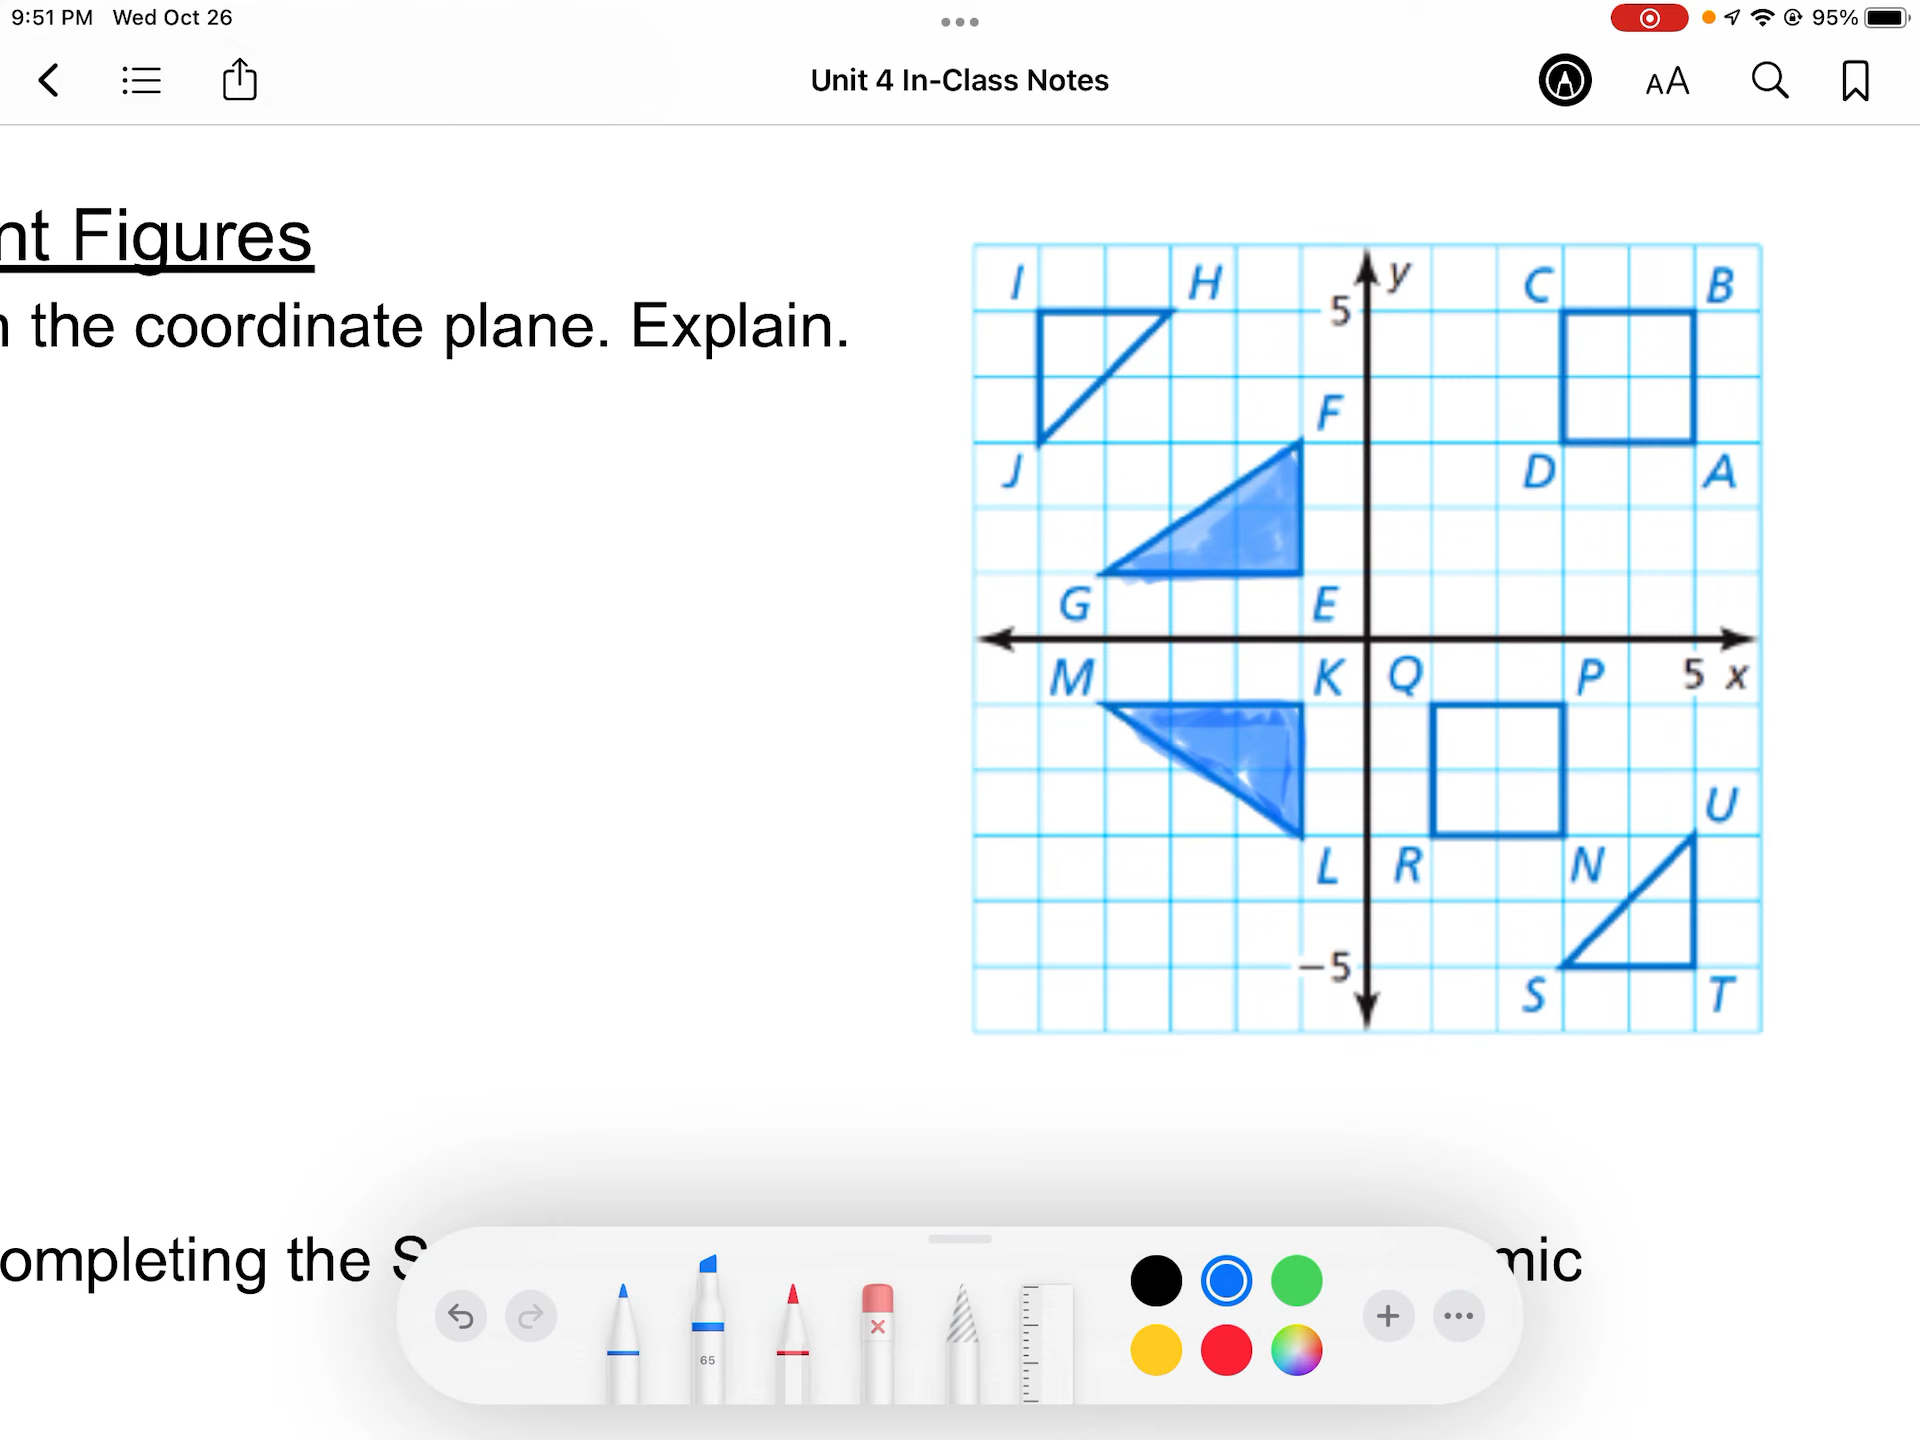 9:51 PM Wed Oct 26
95%
Unit 4 In-Class Notes
AA
nt Figures
the coordinate plane. Explain.
I H 5 y C B
F
J D A
G E
M K Q P 5 x
U
L R N
-5
S T
ompleting the S mic
65